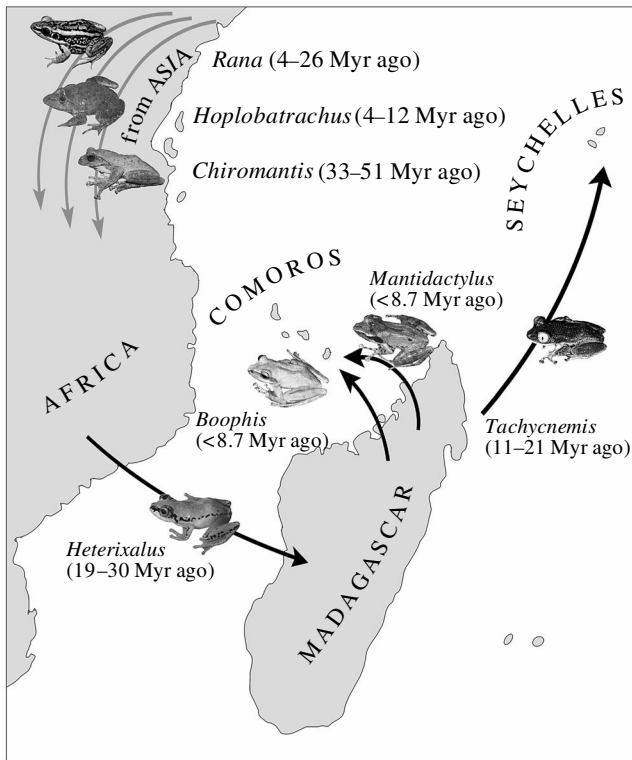 from ASIA
Rana (4–26 Myr ago)
Hoplobatrachus (4–12 Myr ago)
Chiromantis (33–51 Myr ago)
SEYCHELLES
COMOROS
Mantidactylus
(<8.7 Myr ago)
AFRICA
Boophis
(<8.7 Myr ago)
Tachycnemis
(11–21 Myr ago)
Heterixalus
(19–30 Myr ago)
MADAGASCAR